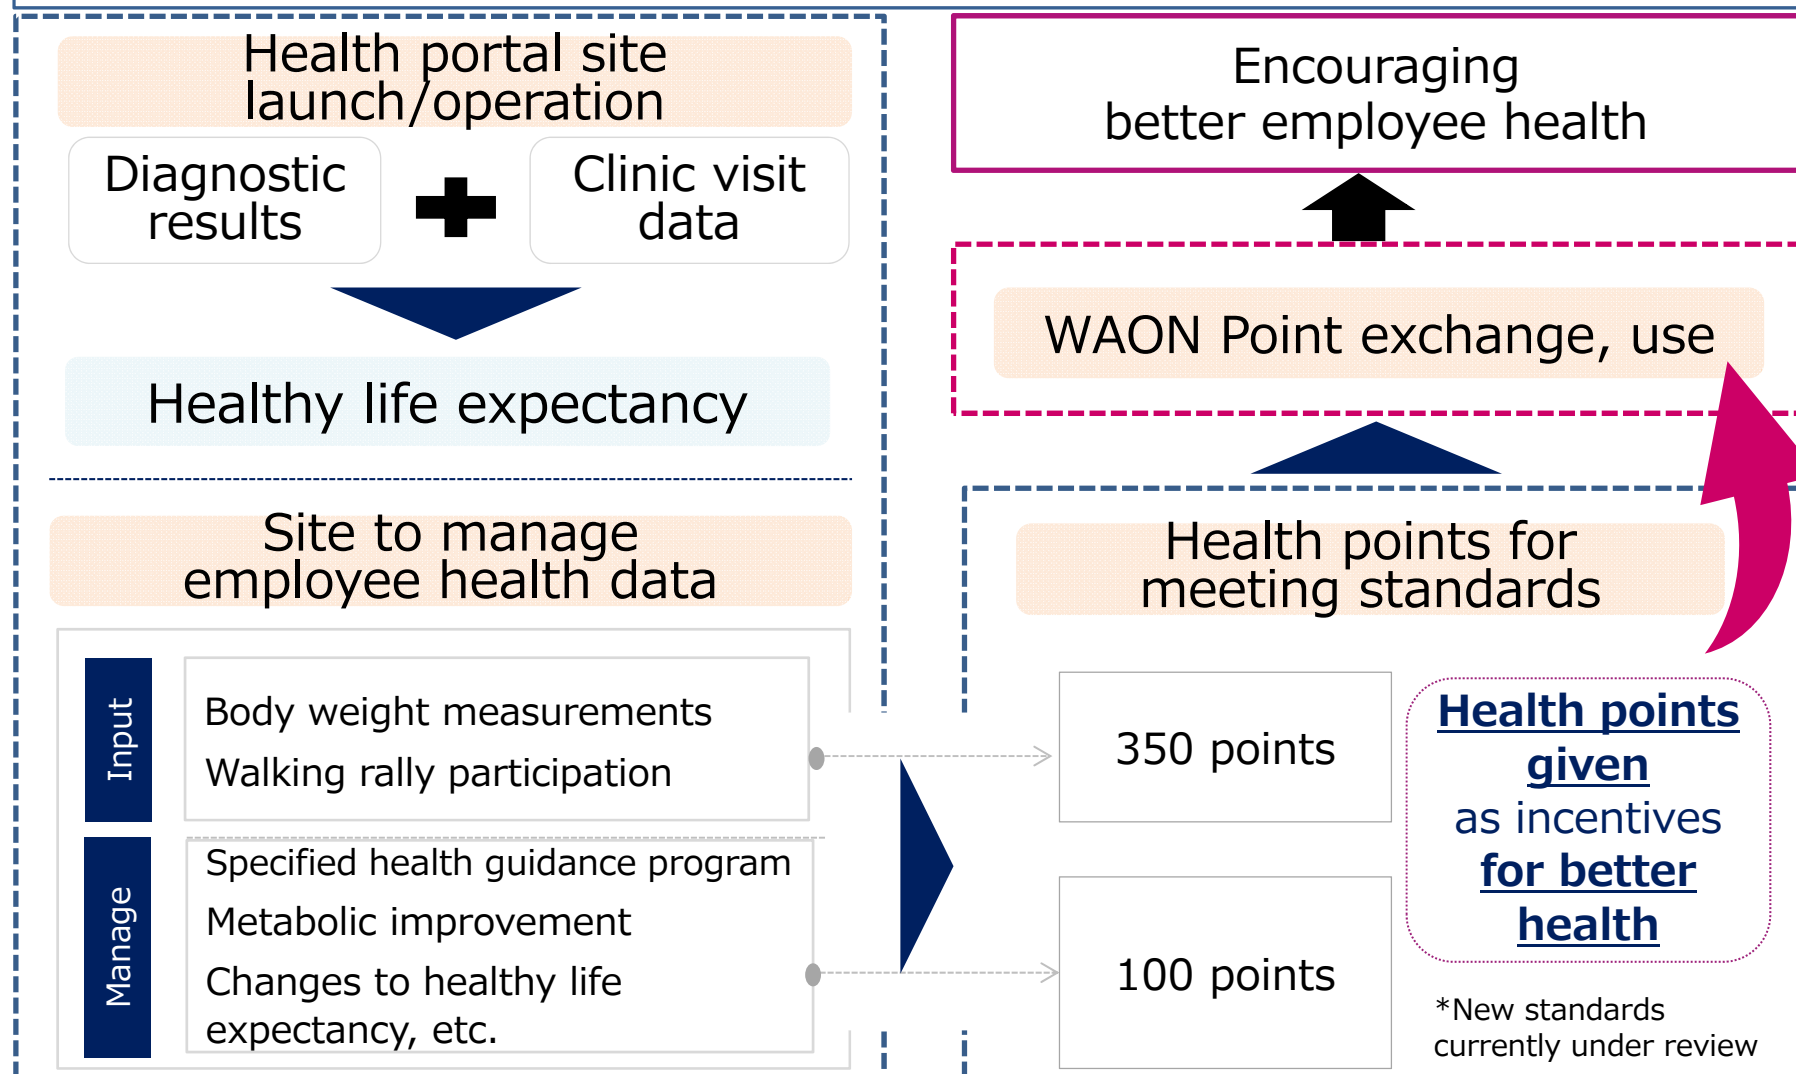 Health portal site
launch/operation
Diagnostic
results
Clinic visit
data
Healthy life expectancy
Site to manage
employee health data
Input
Body weight measurements
Walking rally participation
Manage
Specified health guidance program
Metabolic improvement
Changes to healthy life
expectancy, etc.
Encouraging
better employee health
WAON Point exchange, use
Health points for
meeting standards
350 points
100 points
Health points
given
as incentives
for better
health
*New standards
currently under review